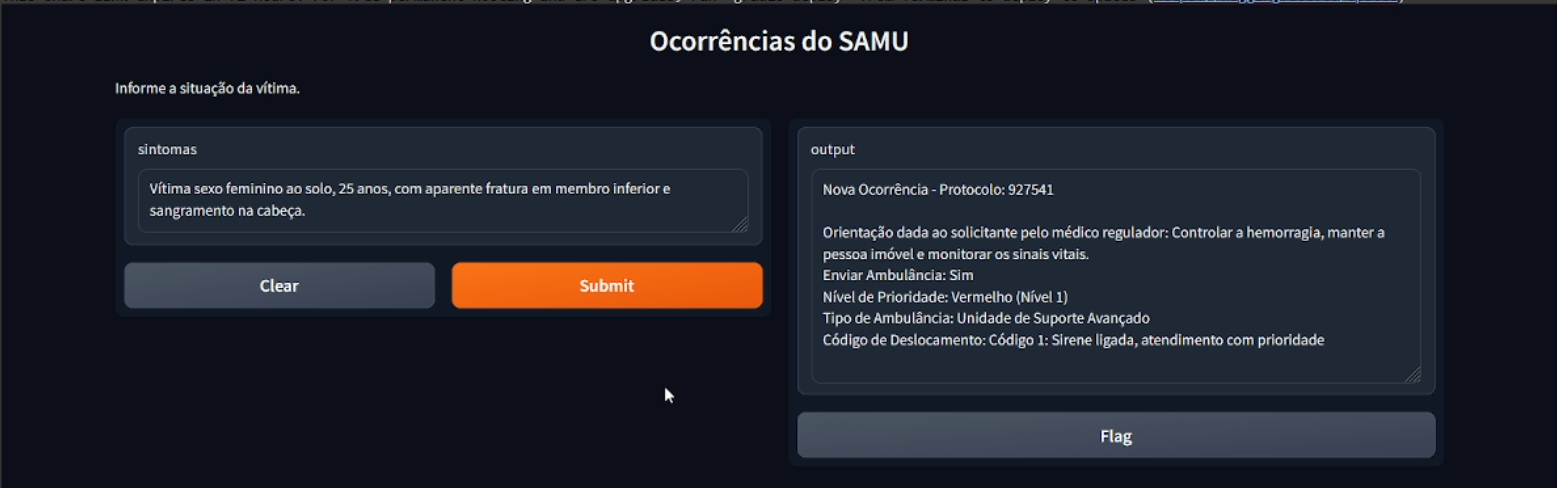 Ocorrências do SAMU
Informe a situação da vítima.
sintomas
Vítima sexo feminino ao solo, 25 anos, com aparente fratura em membro inferior e
sangramento na cabeça.
Clear
Submit
output
Nova Ocorrência - Protocolo: 927541
Orientação dada ao solicitante pelo médico regulador: Controlar a hemorragia, manter a
pessoa imóvel e monitorar os sinais vitais.
Enviar Ambulância: Sim
Nível de Prioridade: Vermelho (Nível 1)
Tipo de Ambulância: Unidade de Suporte Avançado
Código de Deslocamento: Código 1: Sirene ligada, atendimento com prioridade
Flag